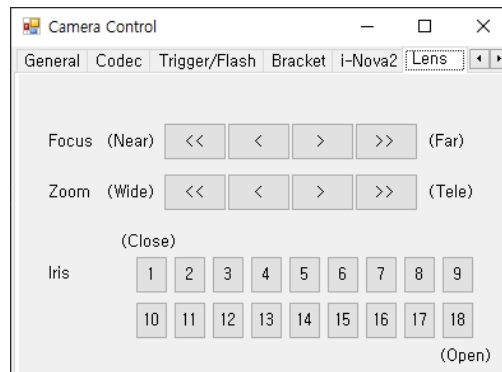 Camera Control
General Codec Trigger/Flash Bracket i-Nova2 Lens
Focus (Near) << < > >> (Far)
Zoom (Wide) << < > >> (Tele)
(Close)
Iris 1 2 3 4 5 6 7 8 9
10 11 12 13 14 15 16 17 18
(Open)